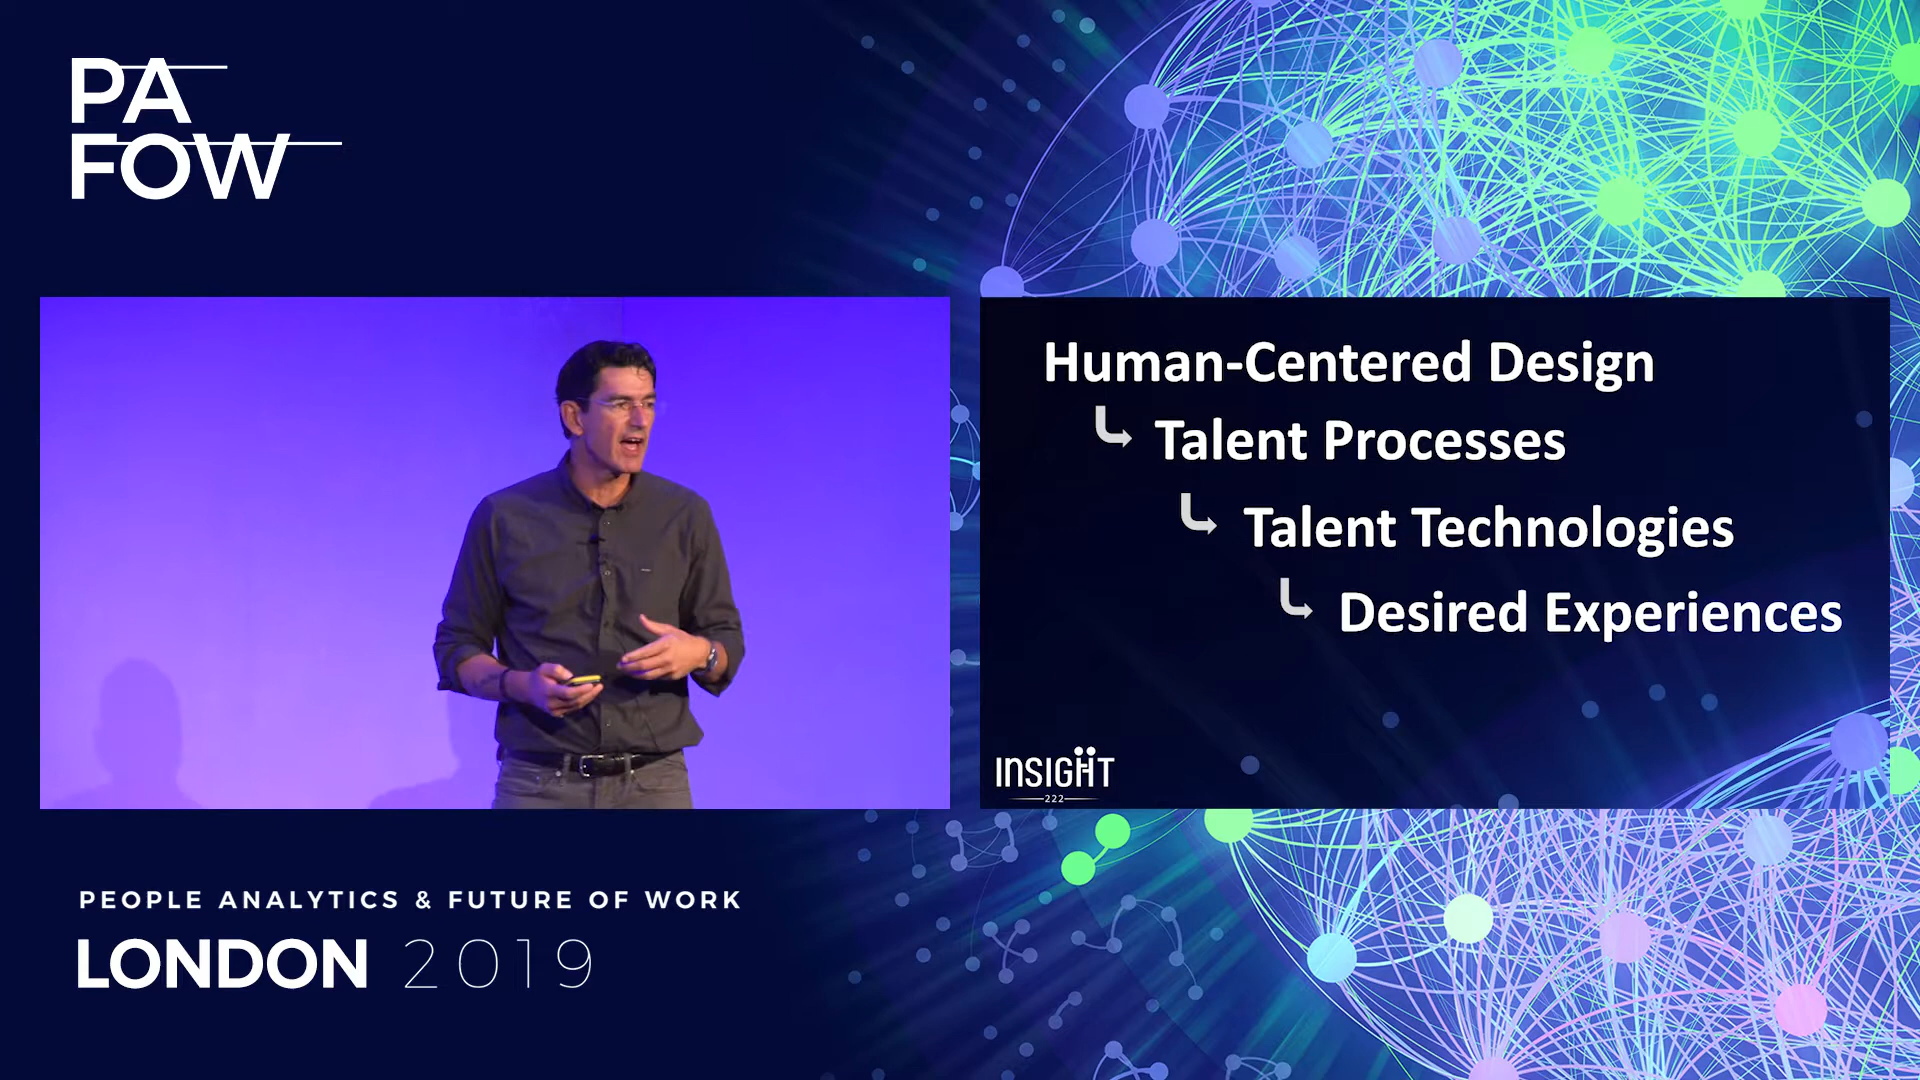 PA
FOW
Human-Centered Design
Talent Processes
Talent Technologies
Desired Experiences
INSIGHT
222
PEOPLE ANALYTICS & FUTURE OF WORK
LONDON 2019